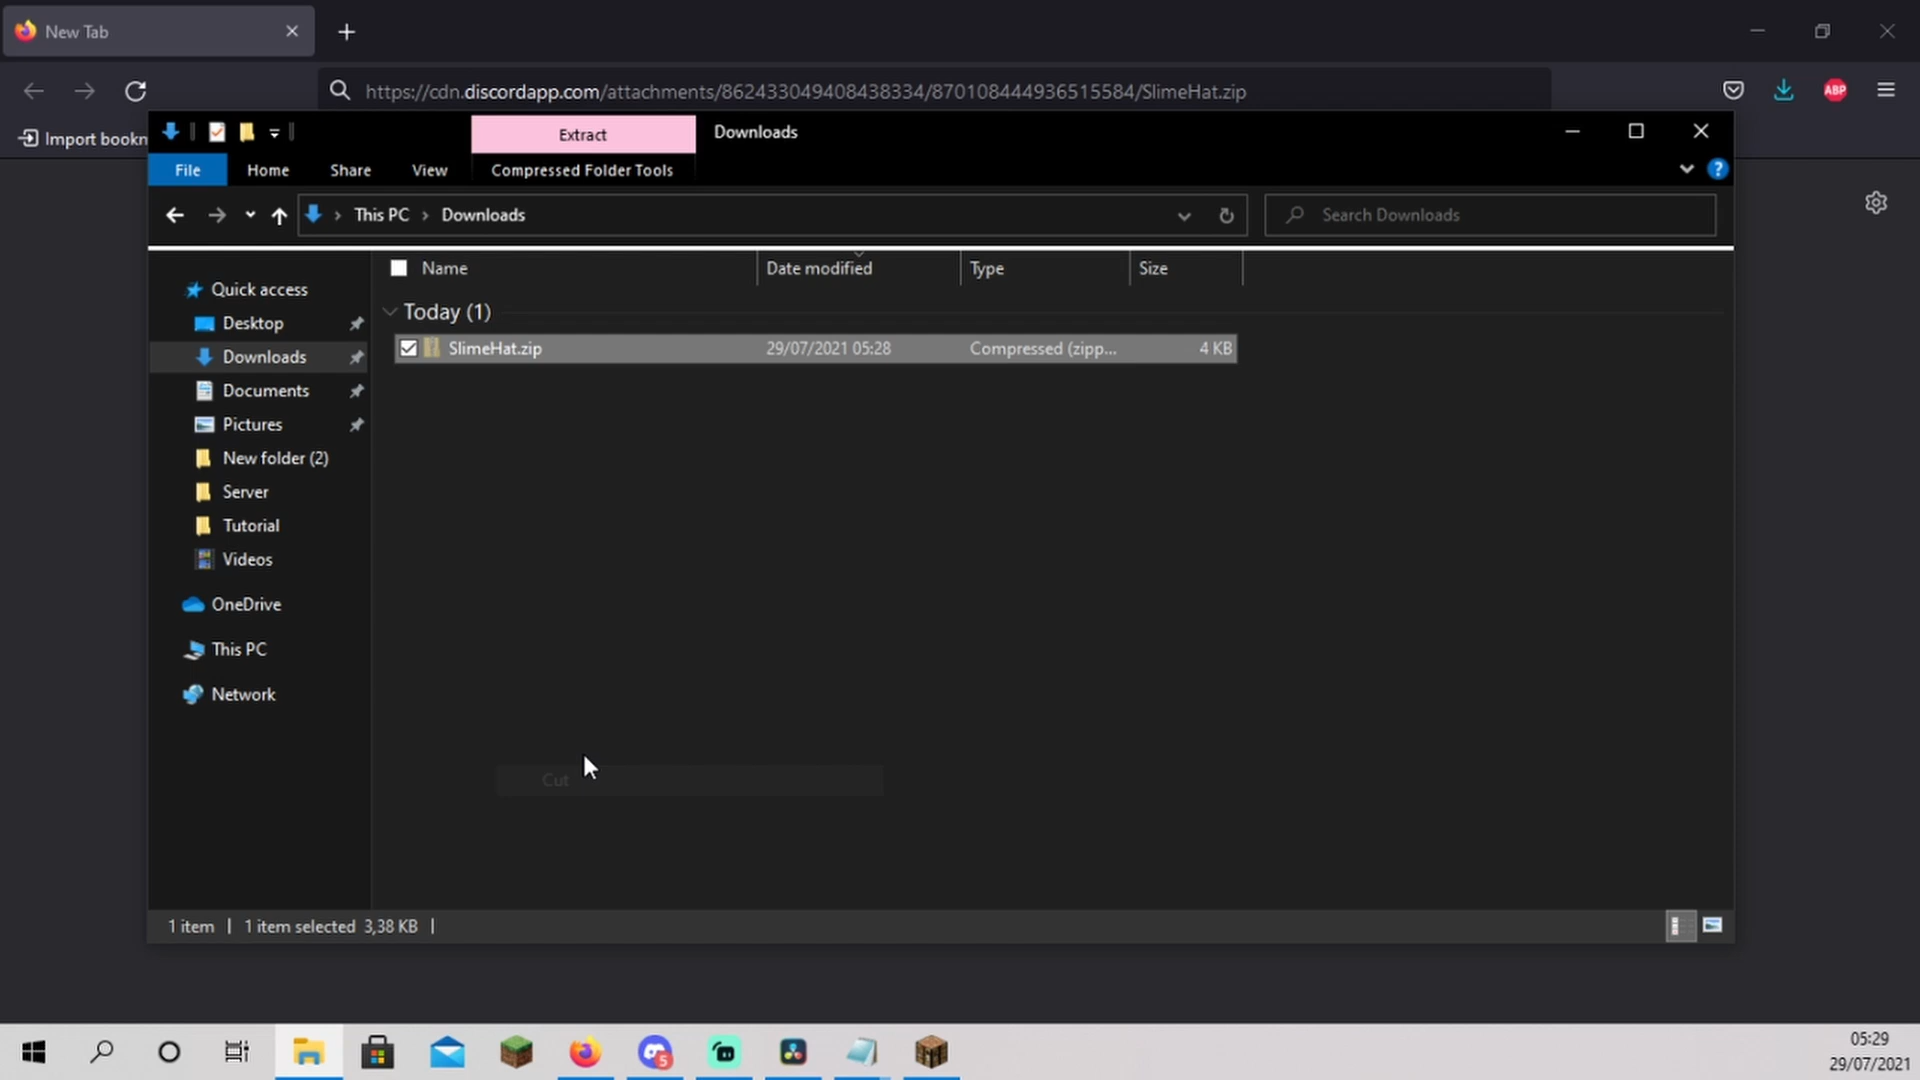 New Tab
https://cdn.discordapp.com/attachments/862433049408438334/870108444936515584/SlimeHat.zip
ABP
Import bookn
Extract
Downloads
File
Home
Share
View
Compressed Folder Tools
?
This PC
Downloads
Search Downloads
Name
Date modified
Type
Size
Quick access
Desktop
Downloads
Documents
Pictures
New folder (2)
Server
Tutorial
Videos
OneDrive
This PC
Network
Today (1)
SlimeHat.zip
29/07/2021 05:28
Compressed (zipp...
4 KB
Cut
1 item
1 item selected 3,38 KB
5
05:29
29/07/2021